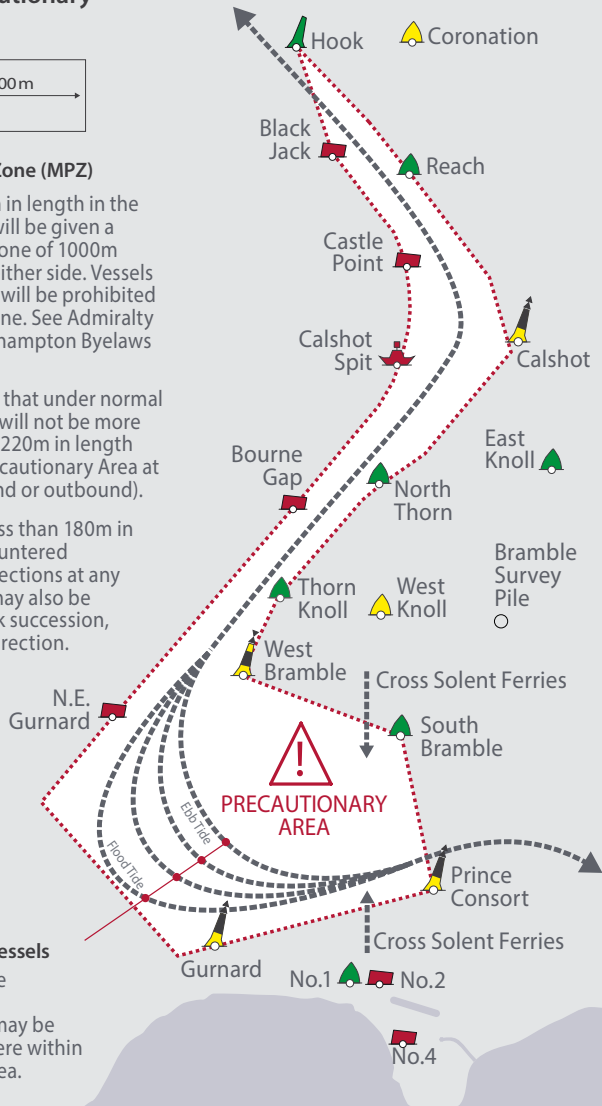 utionary
00m
Zone (MPZ)
in length in the
will be given a
one of 1000m
ither side. Vessels
will be prohibited
ne. See Admiralty
hampton Byelaws
that under normal
will not be more
220m in length
cautionary Area at
nd or outbound).
ss than 180m in
untered
ections at any
may also be
k succession,
rection.
essels
e
may be
ere within
ea.
Hook
Coronation
Black
Jack
Reach
Castle
Point
Calshot
Spit
Calshot
Bourne
Gap
East
Knoll
North
Thorn
Bramble
Survey
Pile
Thorn
Knoll
West
Knoll
West
Bramble
Cross Solent Ferries
N.E.
Gurnard
South
Bramble
!
PRECAUTIONARY
AREA
Ebb Tide
Flood Tide
Prince
Consort
Cross Solent Ferries
Gurnard
No.1
No.2
No.4